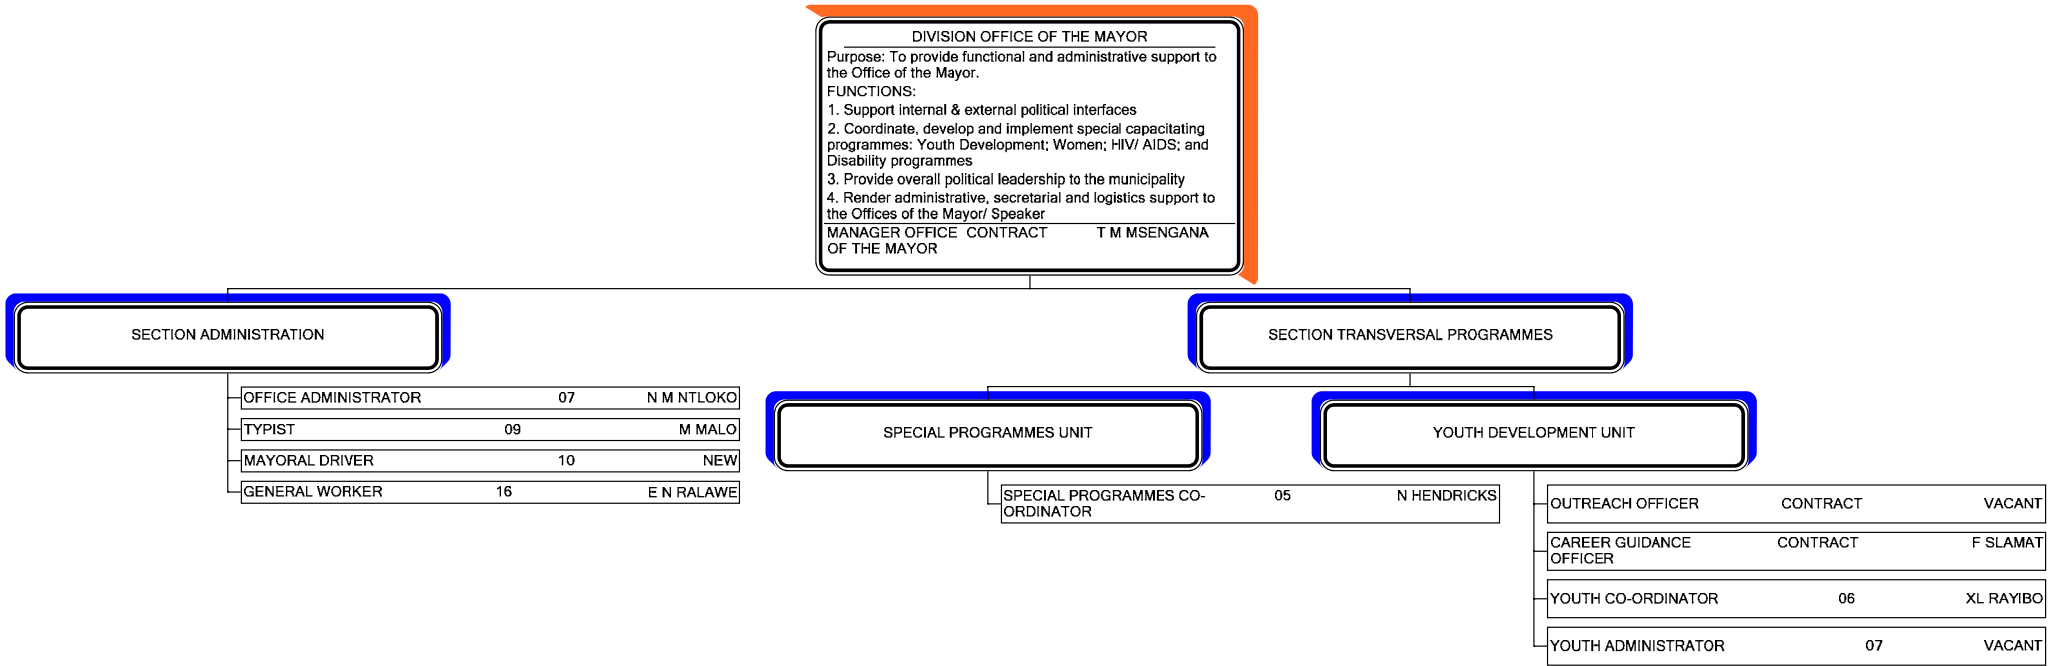 DIVISION OFFICE OF THE MAYOR
Purpose: To provide functional and administrative support to
the Office of the Mayor.
FUNCTIONS:
1. Support internal & external political interfaces
2. Coordinate, develop and implement special capacitating
programmes: Youth Development; Women; HIV/ AIDS; and
Disability programmes
3. Provide overall political leadership to the municipality
4. Render administrative, secretarial and logistics support to
the Offices of the Mayor/ Speaker
MANAGER OFFICE CONTRACT T M MSENGANA
OF THE MAYOR
SECTION ADMINISTRATION
OFFICE ADMINISTRATOR 07 N M NTLOKO
TYPIST 09 M MALO
MAYORAL DRIVER 10 NEW
GENERAL WORKER 16 E N RALAWE
SECTION TRANSVERSAL PROGRAMMES
SPECIAL PROGRAMMES UNIT
SPECIAL PROGRAMMES CO- 05 N HENDRICKS
ORDINATOR
YOUTH DEVELOPMENT UNIT
OUTREACH OFFICER CONTRACT VACANT
CAREER GUIDANCE CONTRACT F SLAMAT
OFFICER
YOUTH CO-ORDINATOR 06 XL RAYIBO
YOUTH ADMINISTRATOR 07 VACANT